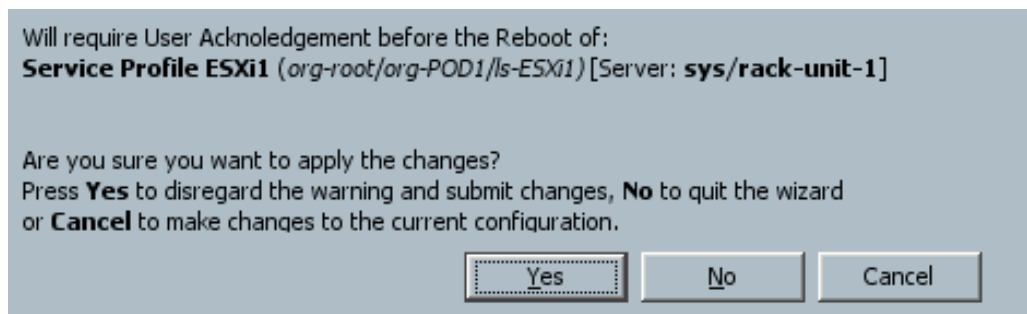 Will require User Acknoledgement before the Reboot of:
Service Profile ESXi1 (org-root/org-POD1/ls-ESXi1) [Server: sys/rack-unit-1]
Are you sure you want to apply the changes?
Press Yes to disregard the warning and submit changes, No to quit the wizard
or Cancel to make changes to the current configuration.
Yes No Cancel